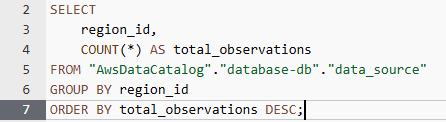 2 SELECT
3 region_id,
4 COUNT(*) AS total_observations
5 FROM "AwsDataCatalog"."database-db"."data_source"
6 GROUP BY region_id
7 ORDER BY total_observations DESC;